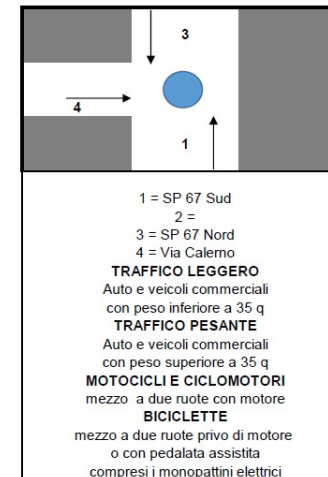 3
4
1
1 = SP 67 Sud
2 =
3 = SP 67 Nord
4 = Via Calerno
TRAFFICO LEGGERO
Auto e veicoli commerciali
con peso inferiore a 35 q
TRAFFICO PESANTE
Auto e veicoli commerciali
con peso superiore a 35 q
MOTOCICLI E CICLOMOTORI
mezzo a due ruote con motore
BICICLETTE
mezzo a due ruote privo di motore
o con pedalata assistita
compresi i monopattini elettrici